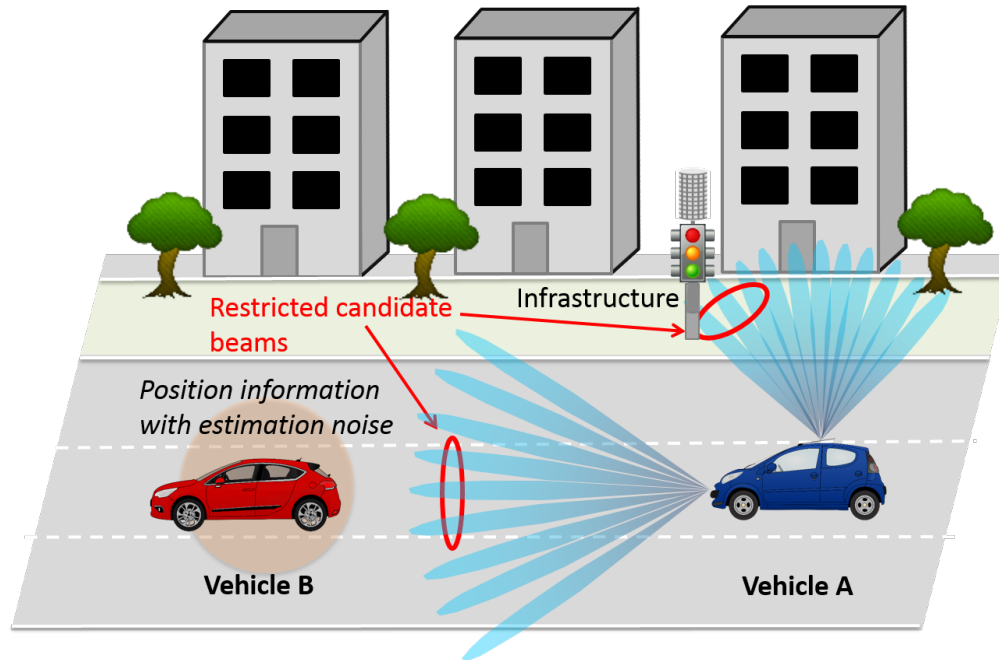 Infrastructure
Restricted candidate
beams
Position information
with estimation noise
Vehicle B
Vehicle A